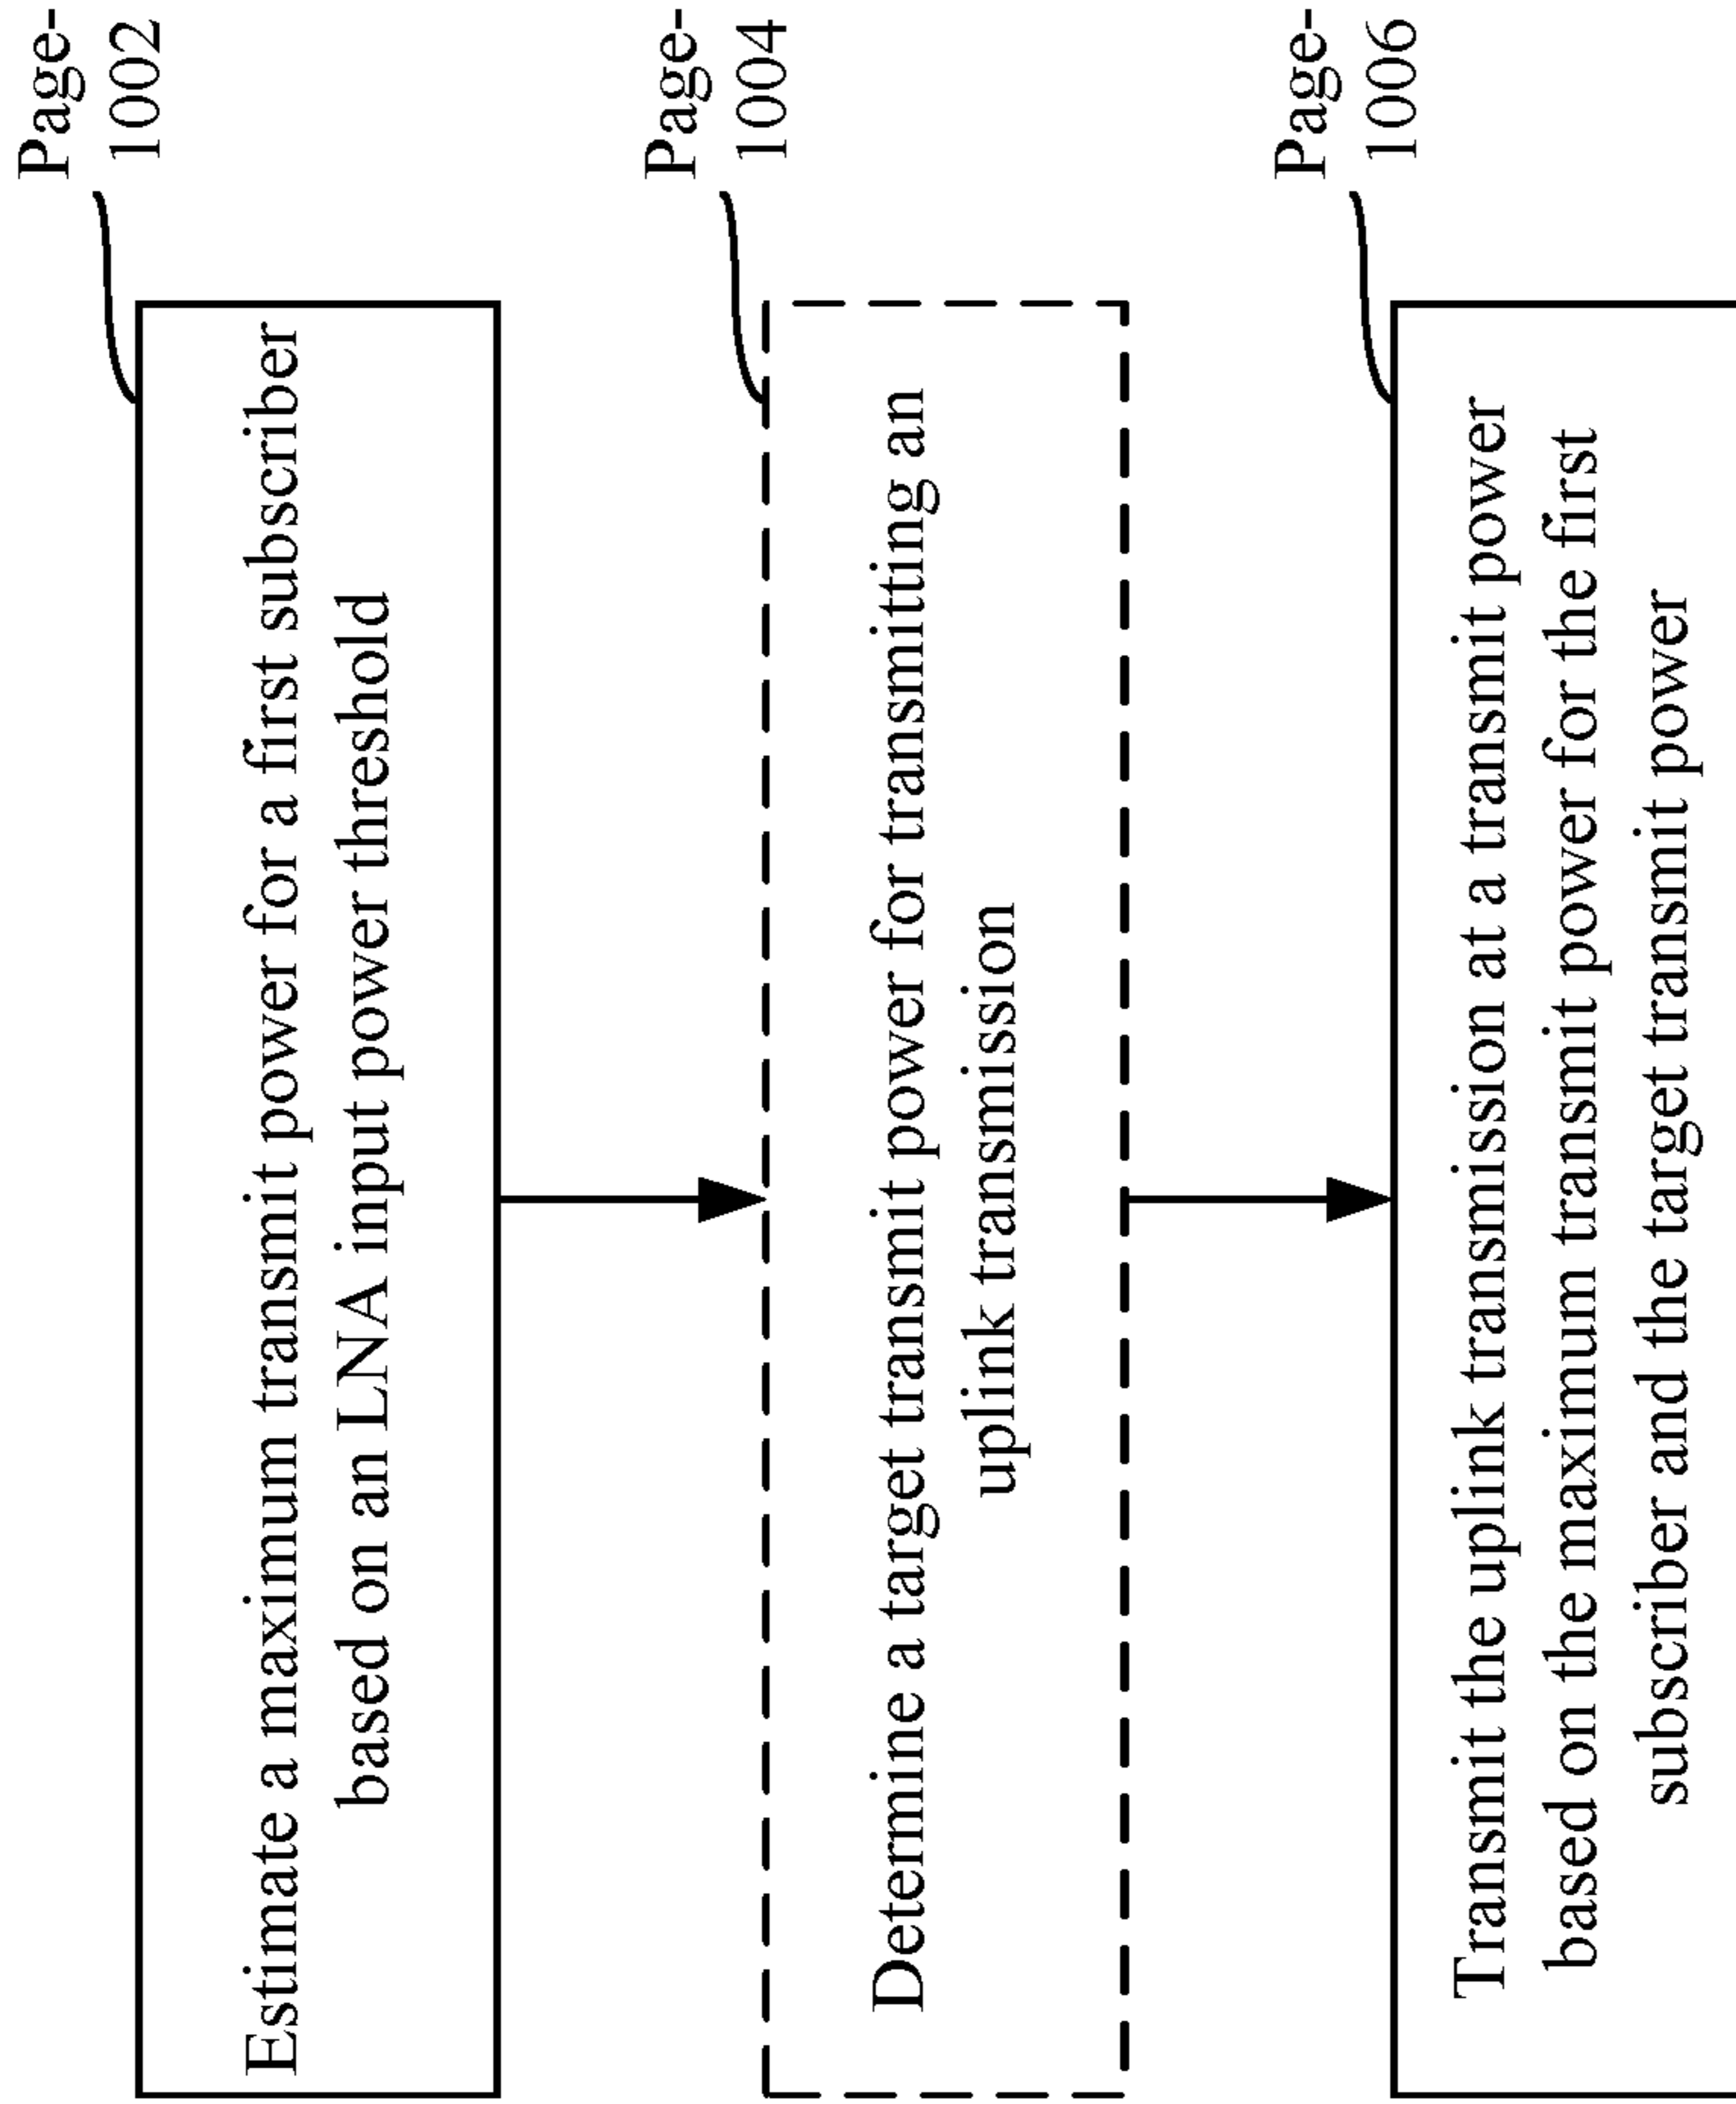 Page-
1002
Estimate a maximum transmit power for a first subscriber
based on an LNA input power threshold
Page-
1004
Determine a target transmit power for transmitting an
uplink transmission
Page-
1006
Transmit the uplink transmission at a transmit power
based on the maximum transmit power for the first
subscriber and the target transmit power